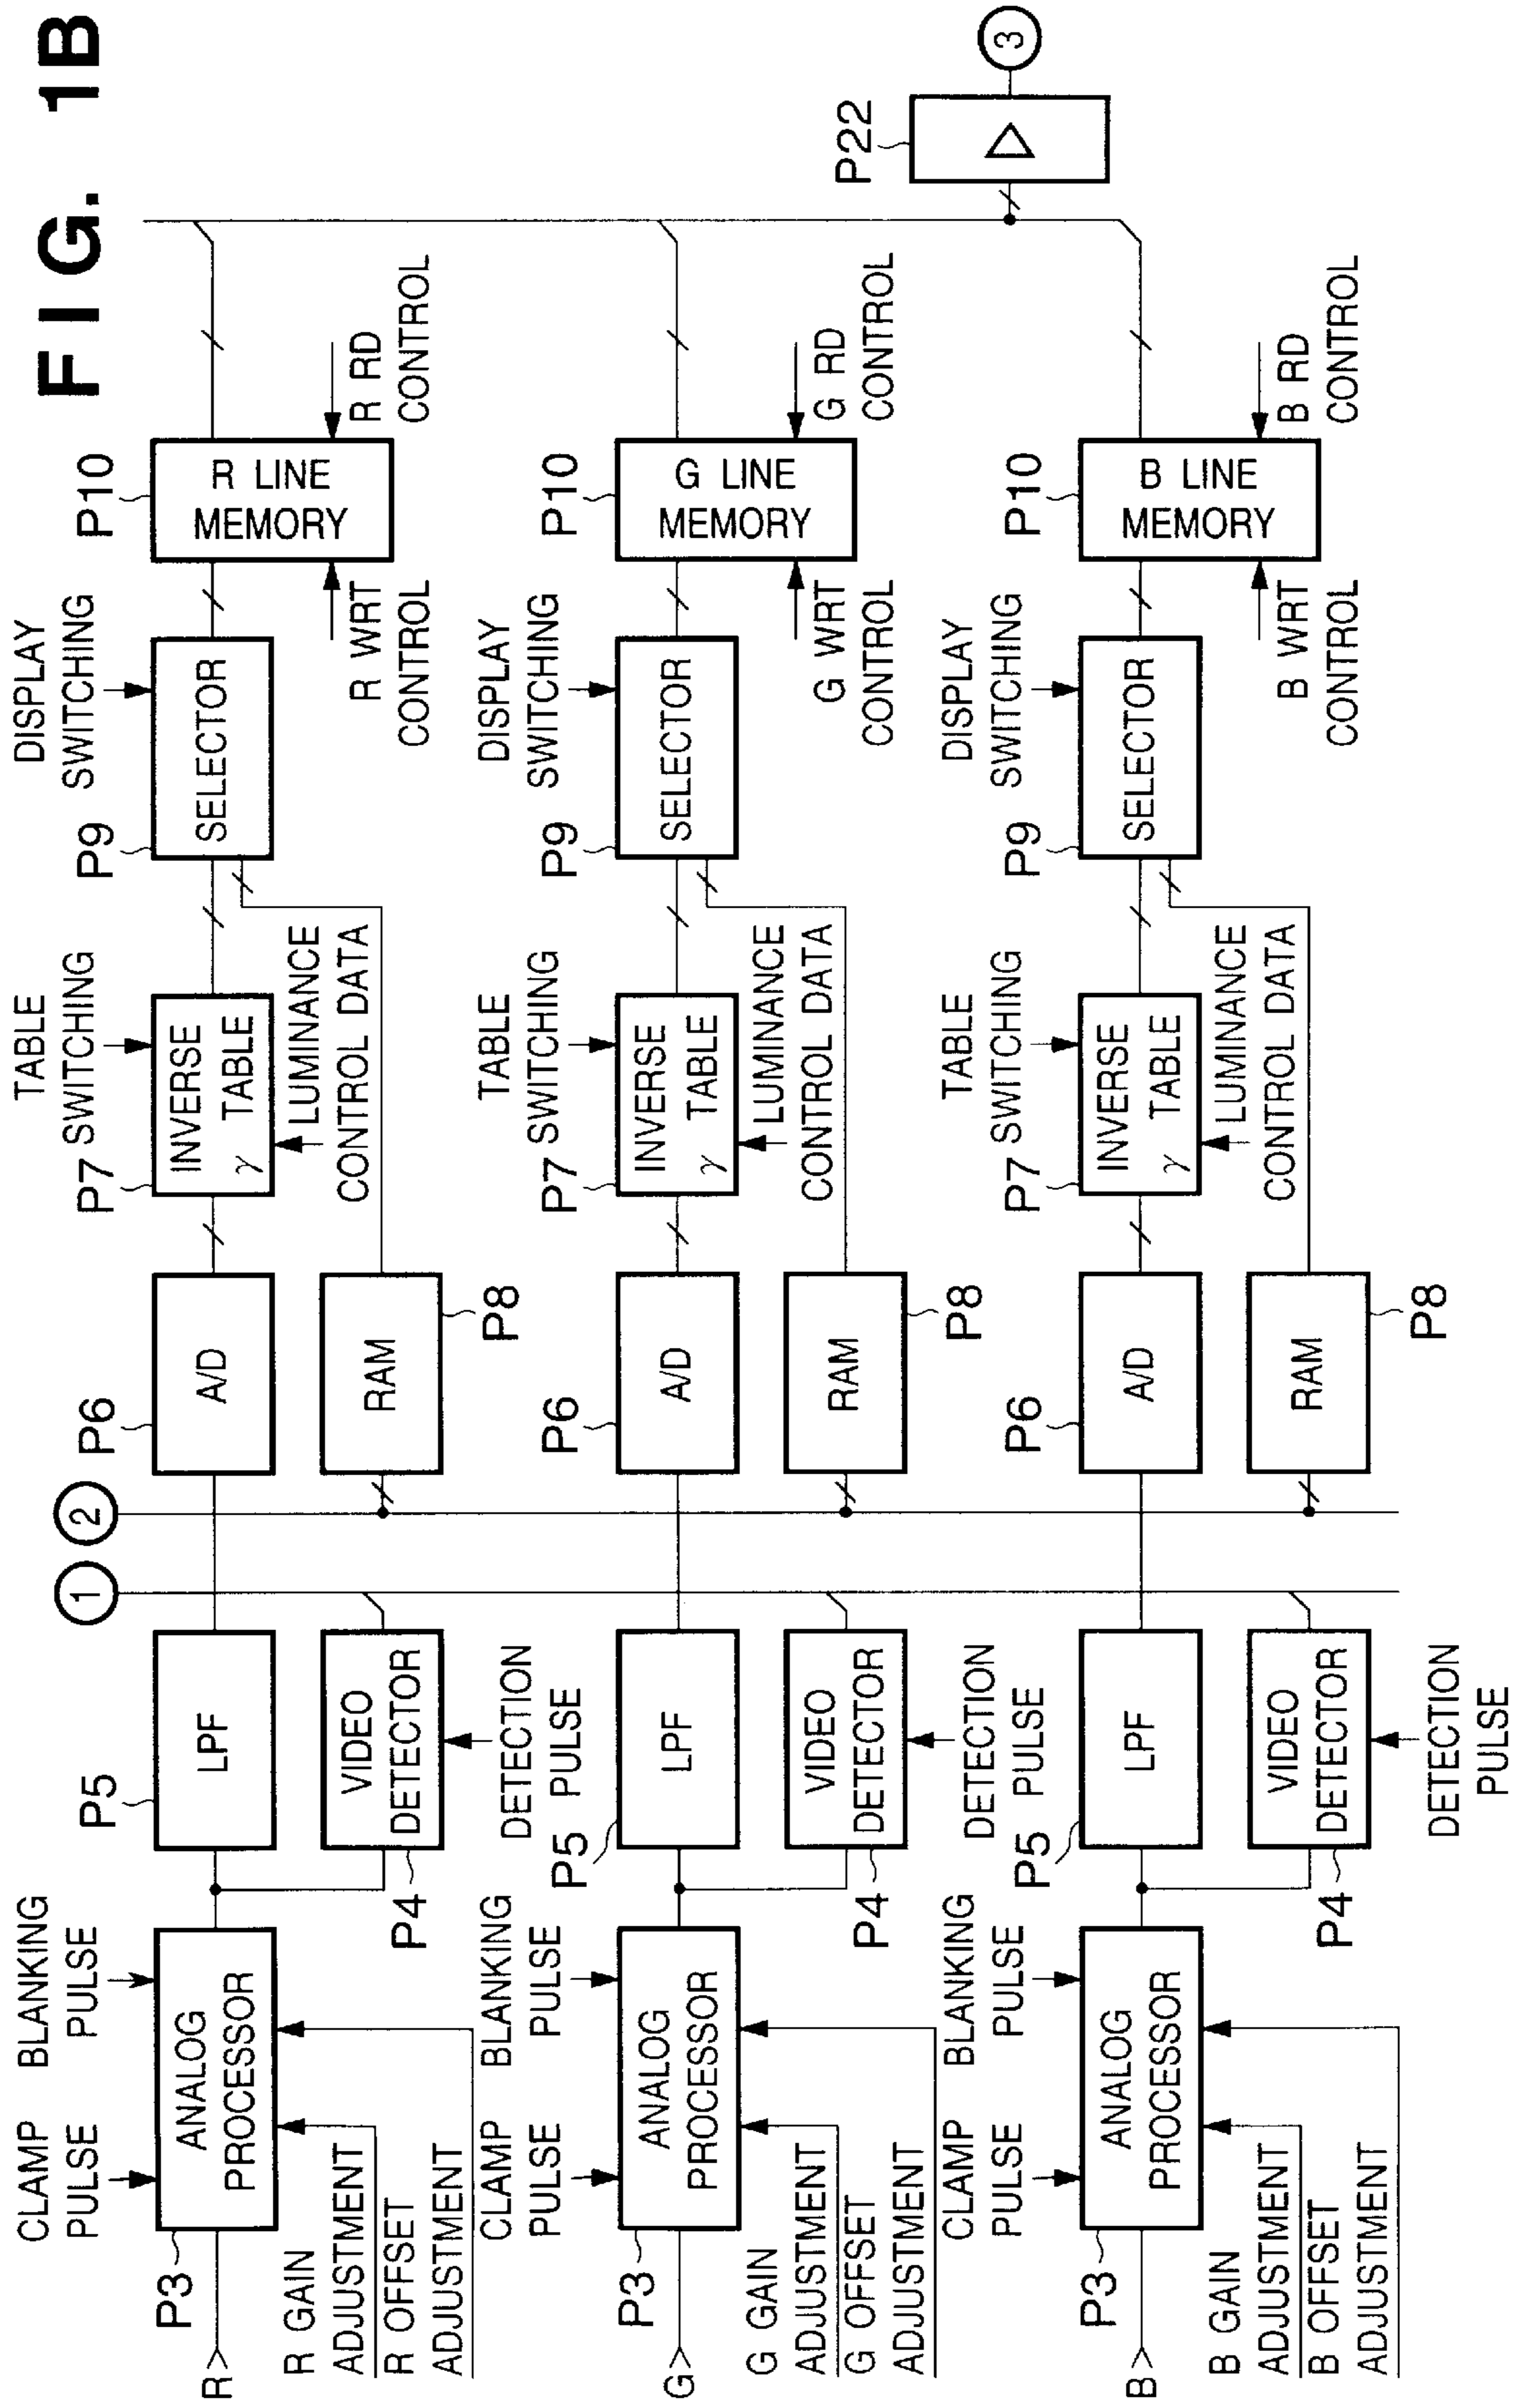 FIG. 1B
CLAMP
PULSE
BLANKING
PULSE
P3
ANALOG
PROCESSOR
R
R GAIN
ADJUSTMENT
R OFFSET
ADJUSTMENT
P5
LPF
P4
VIDEO
DETECTOR
DETECTION
PULSE
1
2
P6
A/D
RAM
P8
TABLE
SWITCHING
P7
INVERSE
γ TABLE
LUMINANCE
CONTROL DATA
DISPLAY
SWITCHING
P9
SELECTOR
P10
R LINE
MEMORY
R WRT
CONTROL
R RD
CONTROL
CLAMP
PULSE
BLANKING
PULSE
P3
ANALOG
PROCESSOR
G
G GAIN
ADJUSTMENT
G OFFSET
ADJUSTMENT
P5
LPF
P4
VIDEO
DETECTOR
DETECTION
PULSE
P6
A/D
RAM
P8
TABLE
SWITCHING
P7
INVERSE
γ TABLE
LUMINANCE
CONTROL DATA
DISPLAY
SWITCHING
P9
SELECTOR
P10
G LINE
MEMORY
G WRT
CONTROL
G RD
CONTROL
CLAMP
PULSE
BLANKING
PULSE
P3
ANALOG
PROCESSOR
B
B GAIN
ADJUSTMENT
B OFFSET
ADJUSTMENT
P5
LPF
P4
VIDEO
DETECTOR
DETECTION
PULSE
P6
A/D
RAM
P8
TABLE
SWITCHING
P7
INVERSE
γ TABLE
LUMINANCE
CONTROL DATA
DISPLAY
SWITCHING
P9
SELECTOR
P10
B LINE
MEMORY
B WRT
CONTROL
B RD
CONTROL
P22
3